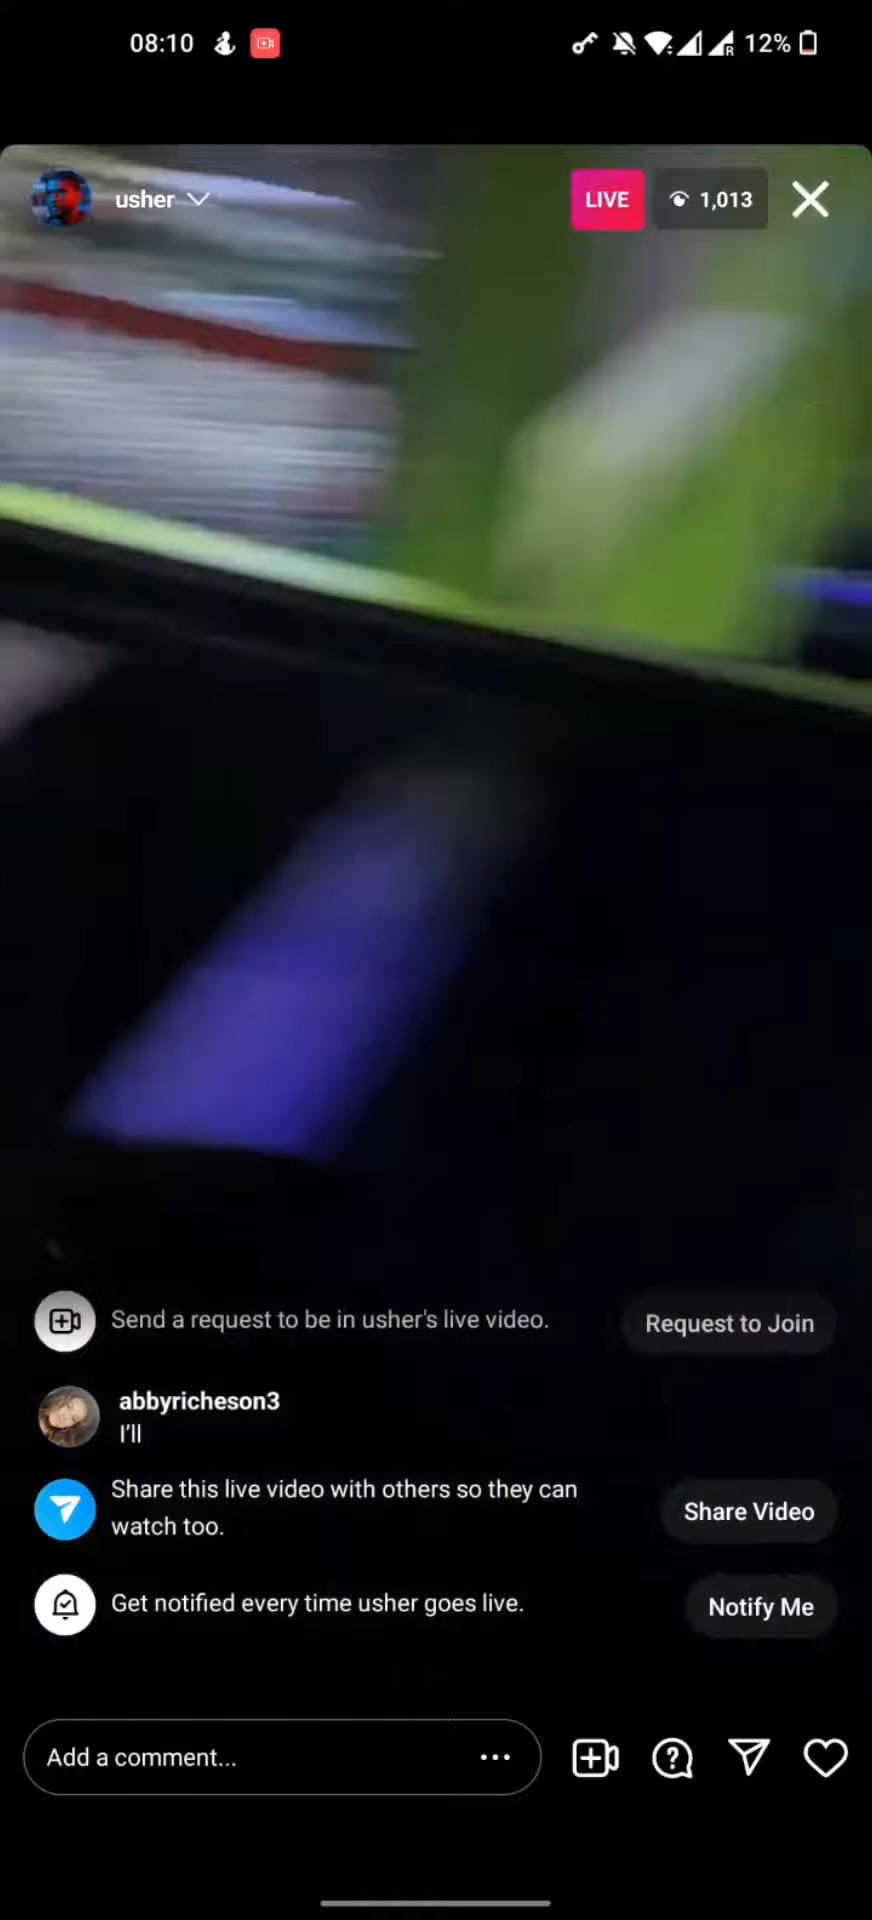 08:10
12%
usher
LIVE
1,013
Send a request to be in usher's live video.
Request to Join
abbyricheson3
I'll
Share this live video with others so they can
watch too.
Share Video
Get notified every time usher goes live.
Notify Me
Add a comment...